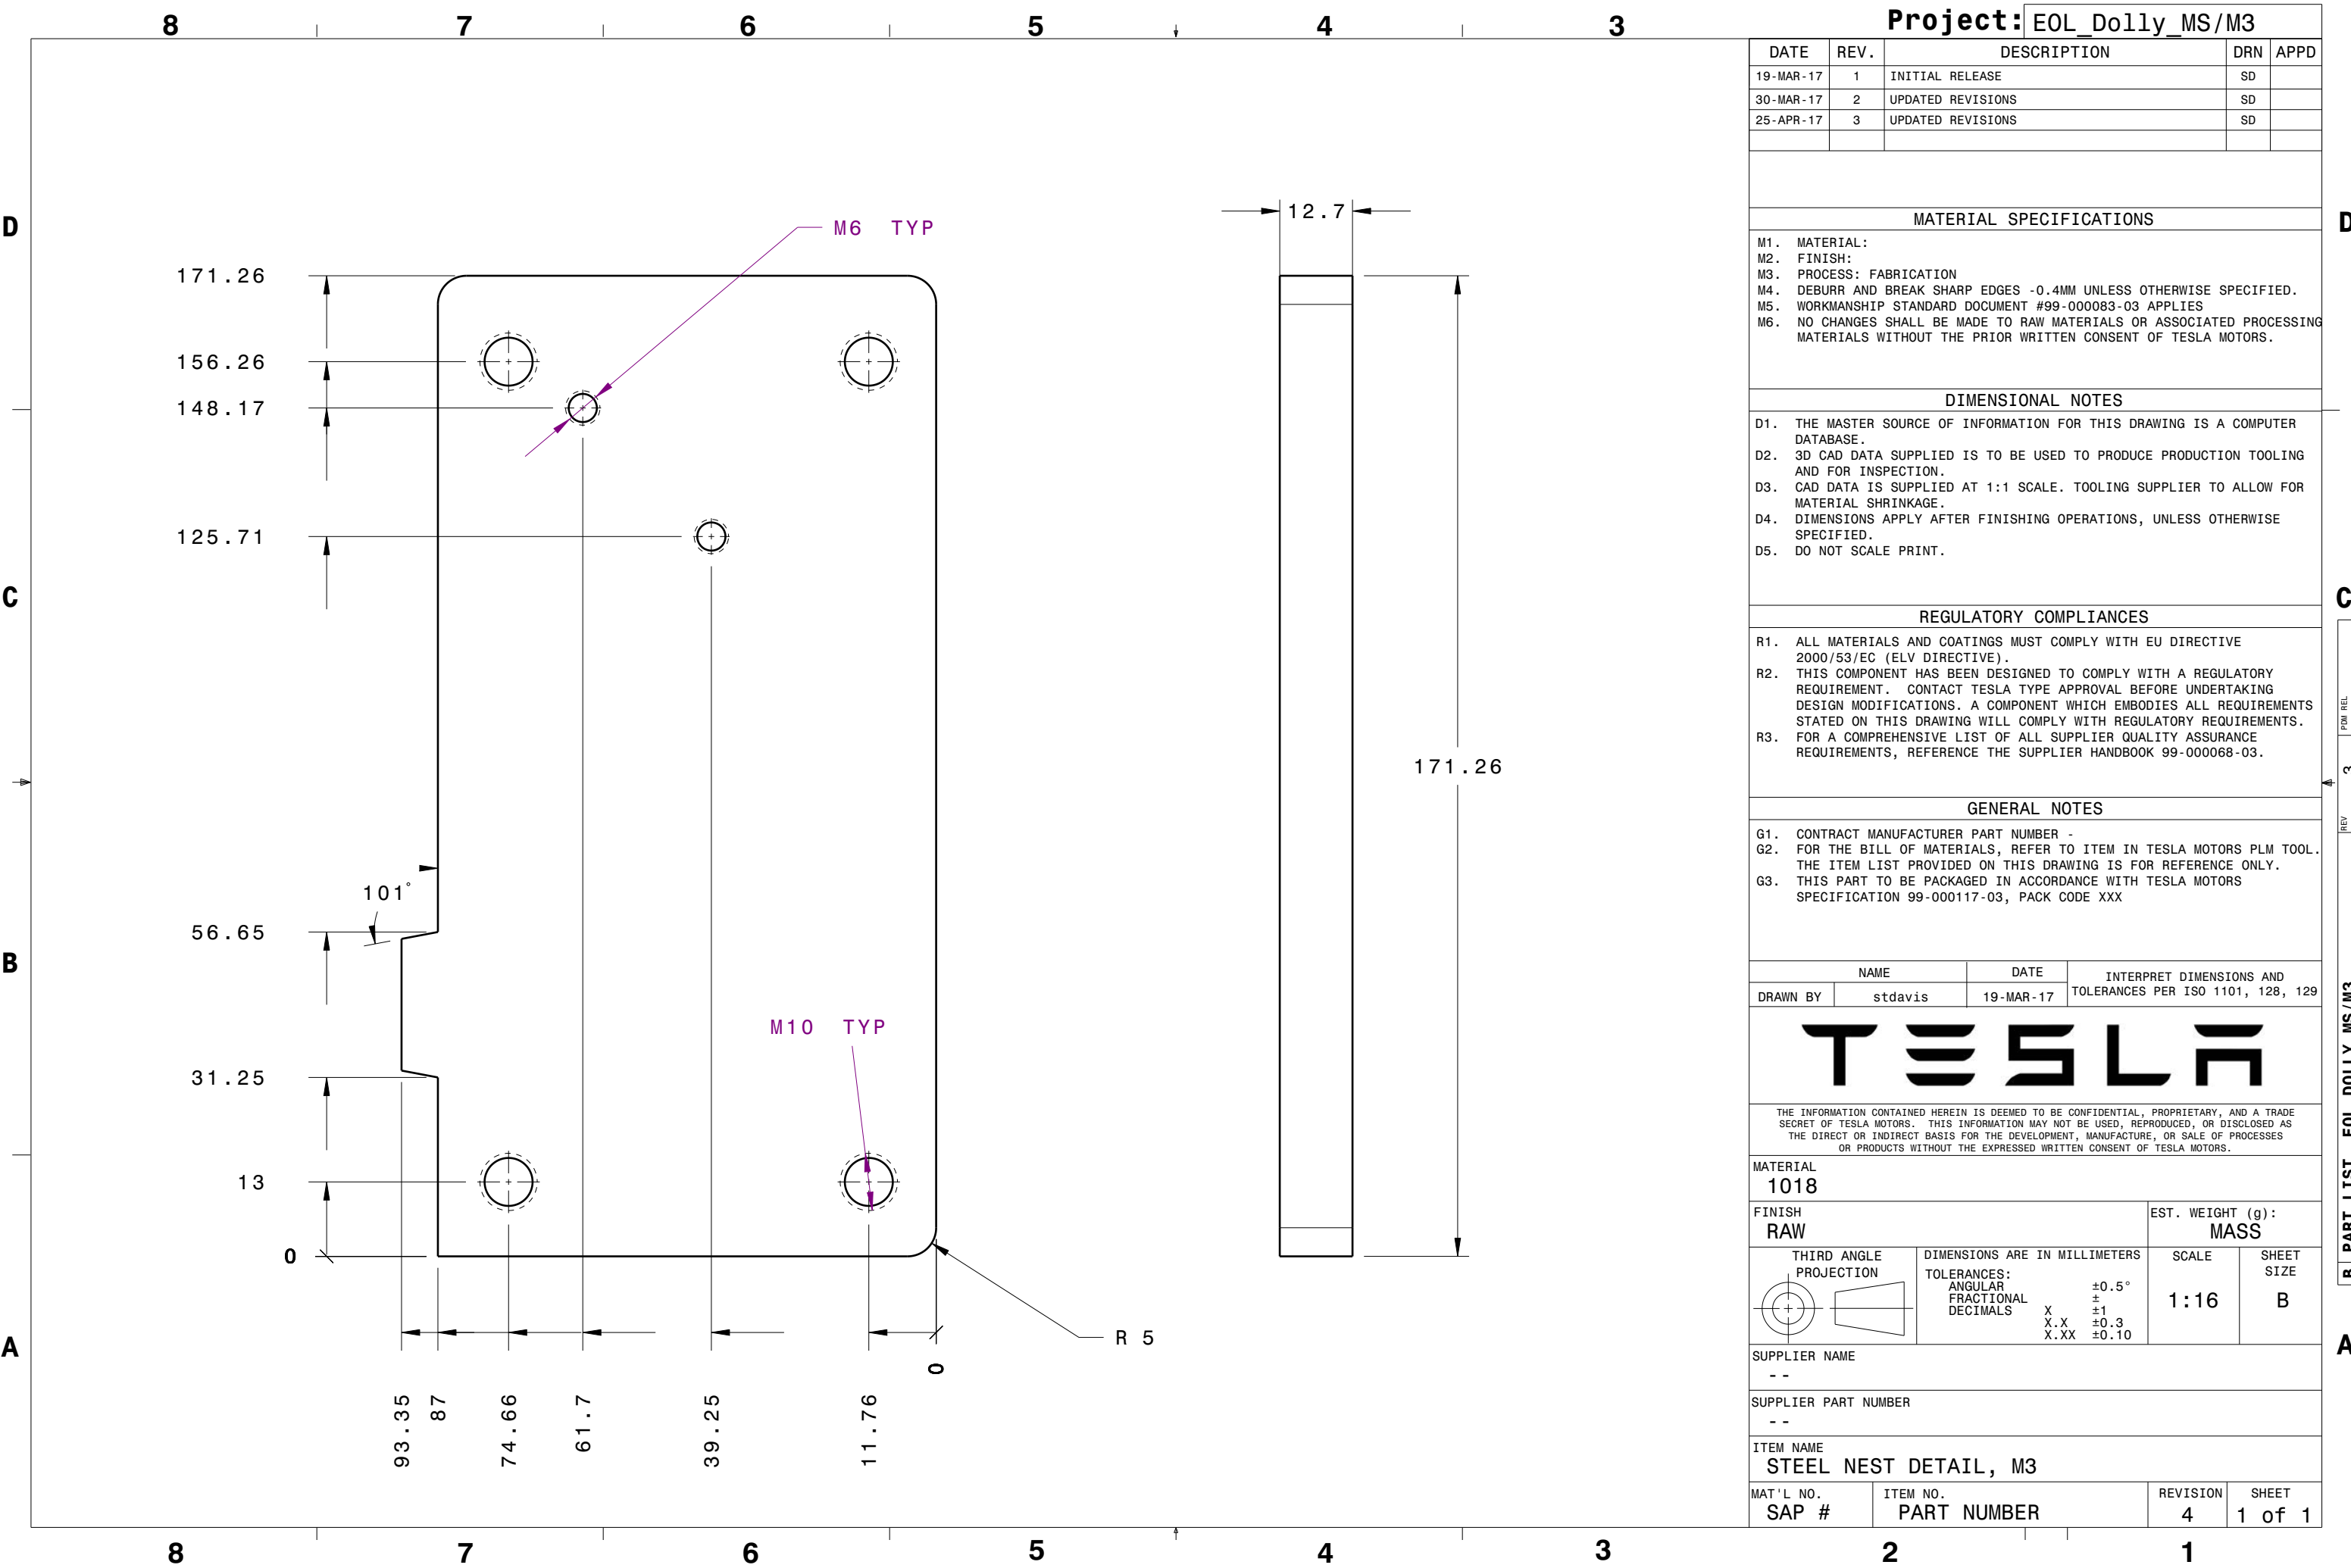 Project: EOL_Dolly_MS/M3
8 7 6 5 4 3
DATE REV. DESCRIPTION DRN APPD
19-MAR-17 1 INITIAL RELEASE SD
30-MAR-17 2 UPDATED REVISIONS SD
25-APR-17 3 UPDATED REVISIONS SD
D
D
C
C
B
A
A
M6 TYP
171.26
156.26
148.17
125.71
101°
56.65
31.25
13
0
M10 TYP
R 5
93.35
87
74.66
61.7
39.25
11.76
0
12.7
171.26
MATERIAL SPECIFICATIONS
M1. MATERIAL:
M2. FINISH:
M3. PROCESS: FABRICATION
M4. DEBURR AND BREAK SHARP EDGES -0.4MM UNLESS OTHERWISE SPECIFIED.
M5. WORKMANSHIP STANDARD DOCUMENT #99-000083-03 APPLIES
M6. NO CHANGES SHALL BE MADE TO RAW MATERIALS OR ASSOCIATED PROCESSING
MATERIALS WITHOUT THE PRIOR WRITTEN CONSENT OF TESLA MOTORS.
DIMENSIONAL NOTES
D1. THE MASTER SOURCE OF INFORMATION FOR THIS DRAWING IS A COMPUTER
DATABASE.
D2. 3D CAD DATA SUPPLIED IS TO BE USED TO PRODUCE PRODUCTION TOOLING
AND FOR INSPECTION.
D3. CAD DATA IS SUPPLIED AT 1:1 SCALE. TOOLING SUPPLIER TO ALLOW FOR
MATERIAL SHRINKAGE.
D4. DIMENSIONS APPLY AFTER FINISHING OPERATIONS, UNLESS OTHERWISE
SPECIFIED.
D5. DO NOT SCALE PRINT.
REGULATORY COMPLIANCES
R1. ALL MATERIALS AND COATINGS MUST COMPLY WITH EU DIRECTIVE
2000/53/EC (ELV DIRECTIVE).
R2. THIS COMPONENT HAS BEEN DESIGNED TO COMPLY WITH A REGULATORY
REQUIREMENT. CONTACT TESLA TYPE APPROVAL BEFORE UNDERTAKING
DESIGN MODIFICATIONS. A COMPONENT WHICH EMBODIES ALL REQUIREMENTS
STATED ON THIS DRAWING WILL COMPLY WITH REGULATORY REQUIREMENTS.
R3. FOR A COMPREHENSIVE LIST OF ALL SUPPLIER QUALITY ASSURANCE
REQUIREMENTS, REFERENCE THE SUPPLIER HANDBOOK 99-000068-03.
GENERAL NOTES
G1. CONTRACT MANUFACTURER PART NUMBER -
G2. FOR THE BILL OF MATERIALS, REFER TO ITEM IN TESLA MOTORS PLM TOOL.
THE ITEM LIST PROVIDED ON THIS DRAWING IS FOR REFERENCE ONLY.
G3. THIS PART TO BE PACKAGED IN ACCORDANCE WITH TESLA MOTORS
SPECIFICATION 99-000117-03, PACK CODE XXX
NAME DATE
DRAWN BY stdavis 19-MAR-17
INTERPRET DIMENSIONS AND
TOLERANCES PER ISO 1101, 128, 129
TESLA
THE INFORMATION CONTAINED HEREIN IS DEEMED TO BE CONFIDENTIAL, PROPRIETARY, AND A TRADE
SECRET OF TESLA MOTORS. THIS INFORMATION MAY NOT BE USED, REPRODUCED, OR DISCLOSED AS
THE DIRECT OR INDIRECT BASIS FOR THE DEVELOPMENT, MANUFACTURE, OR SALE OF PROCESSES
OR PRODUCTS WITHOUT THE EXPRESSED WRITTEN CONSENT OF TESLA MOTORS.
MATERIAL
1018
FINISH
RAW
EST. WEIGHT (g):
MASS
THIRD ANGLE
PROJECTION
DIMENSIONS ARE IN MILLIMETERS
TOLERANCES:
ANGULAR ±0.5°
FRACTIONAL ±
DECIMALS X ±1
X.X ±0.3
X.XX ±0.10
SCALE
1:16
SHEET
SIZE
B
SUPPLIER NAME
--
SUPPLIER PART NUMBER
--
ITEM NAME
STEEL NEST DETAIL, M3
MAT'L NO.
SAP #
ITEM NO.
PART NUMBER
REVISION
4
SHEET
1 of 1
PDM REL
REV
PART LIST EOL DOLLY MS/M3
8 7 6 5 4 3 2 1